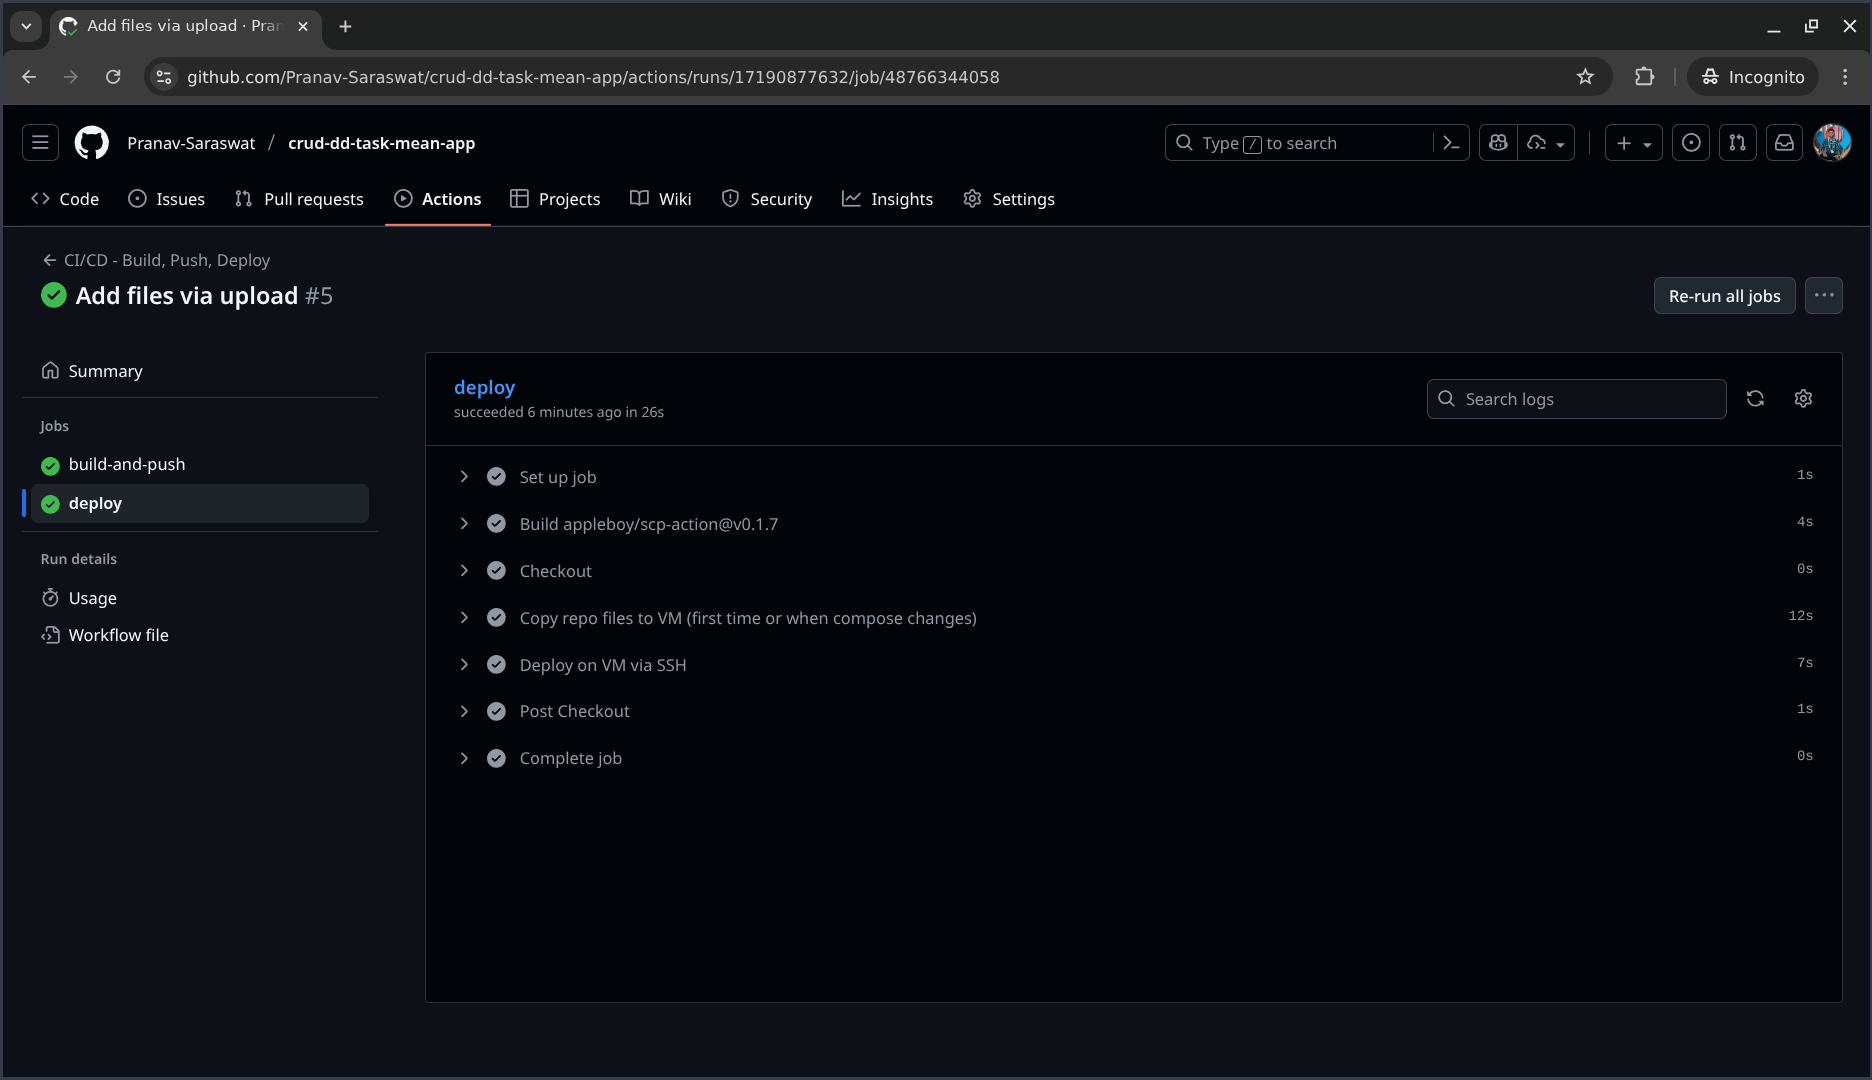 Add files via upload · Pran
github.com/Pranav-Saraswat/crud-dd-task-mean-app/actions/runs/17190877632/job/48766344058
Incognito
Pranav-Saraswat / crud-dd-task-mean-app
Type / to search
Code
Issues
Pull requests
Actions
Projects
Wiki
Security
Insights
Settings
CI/CD - Build, Push, Deploy
Add files via upload #5
Re-run all jobs
Summary
Jobs
build-and-push
deploy
Run details
Usage
Workflow file
deploy
succeeded 6 minutes ago in 26s
Search logs
Set up job 1s
Build appleboy/scp-action@v0.1.7 4s
Checkout 0s
Copy repo files to VM (first time or when compose changes) 12s
Deploy on VM via SSH 7s
Post Checkout 1s
Complete job 0s